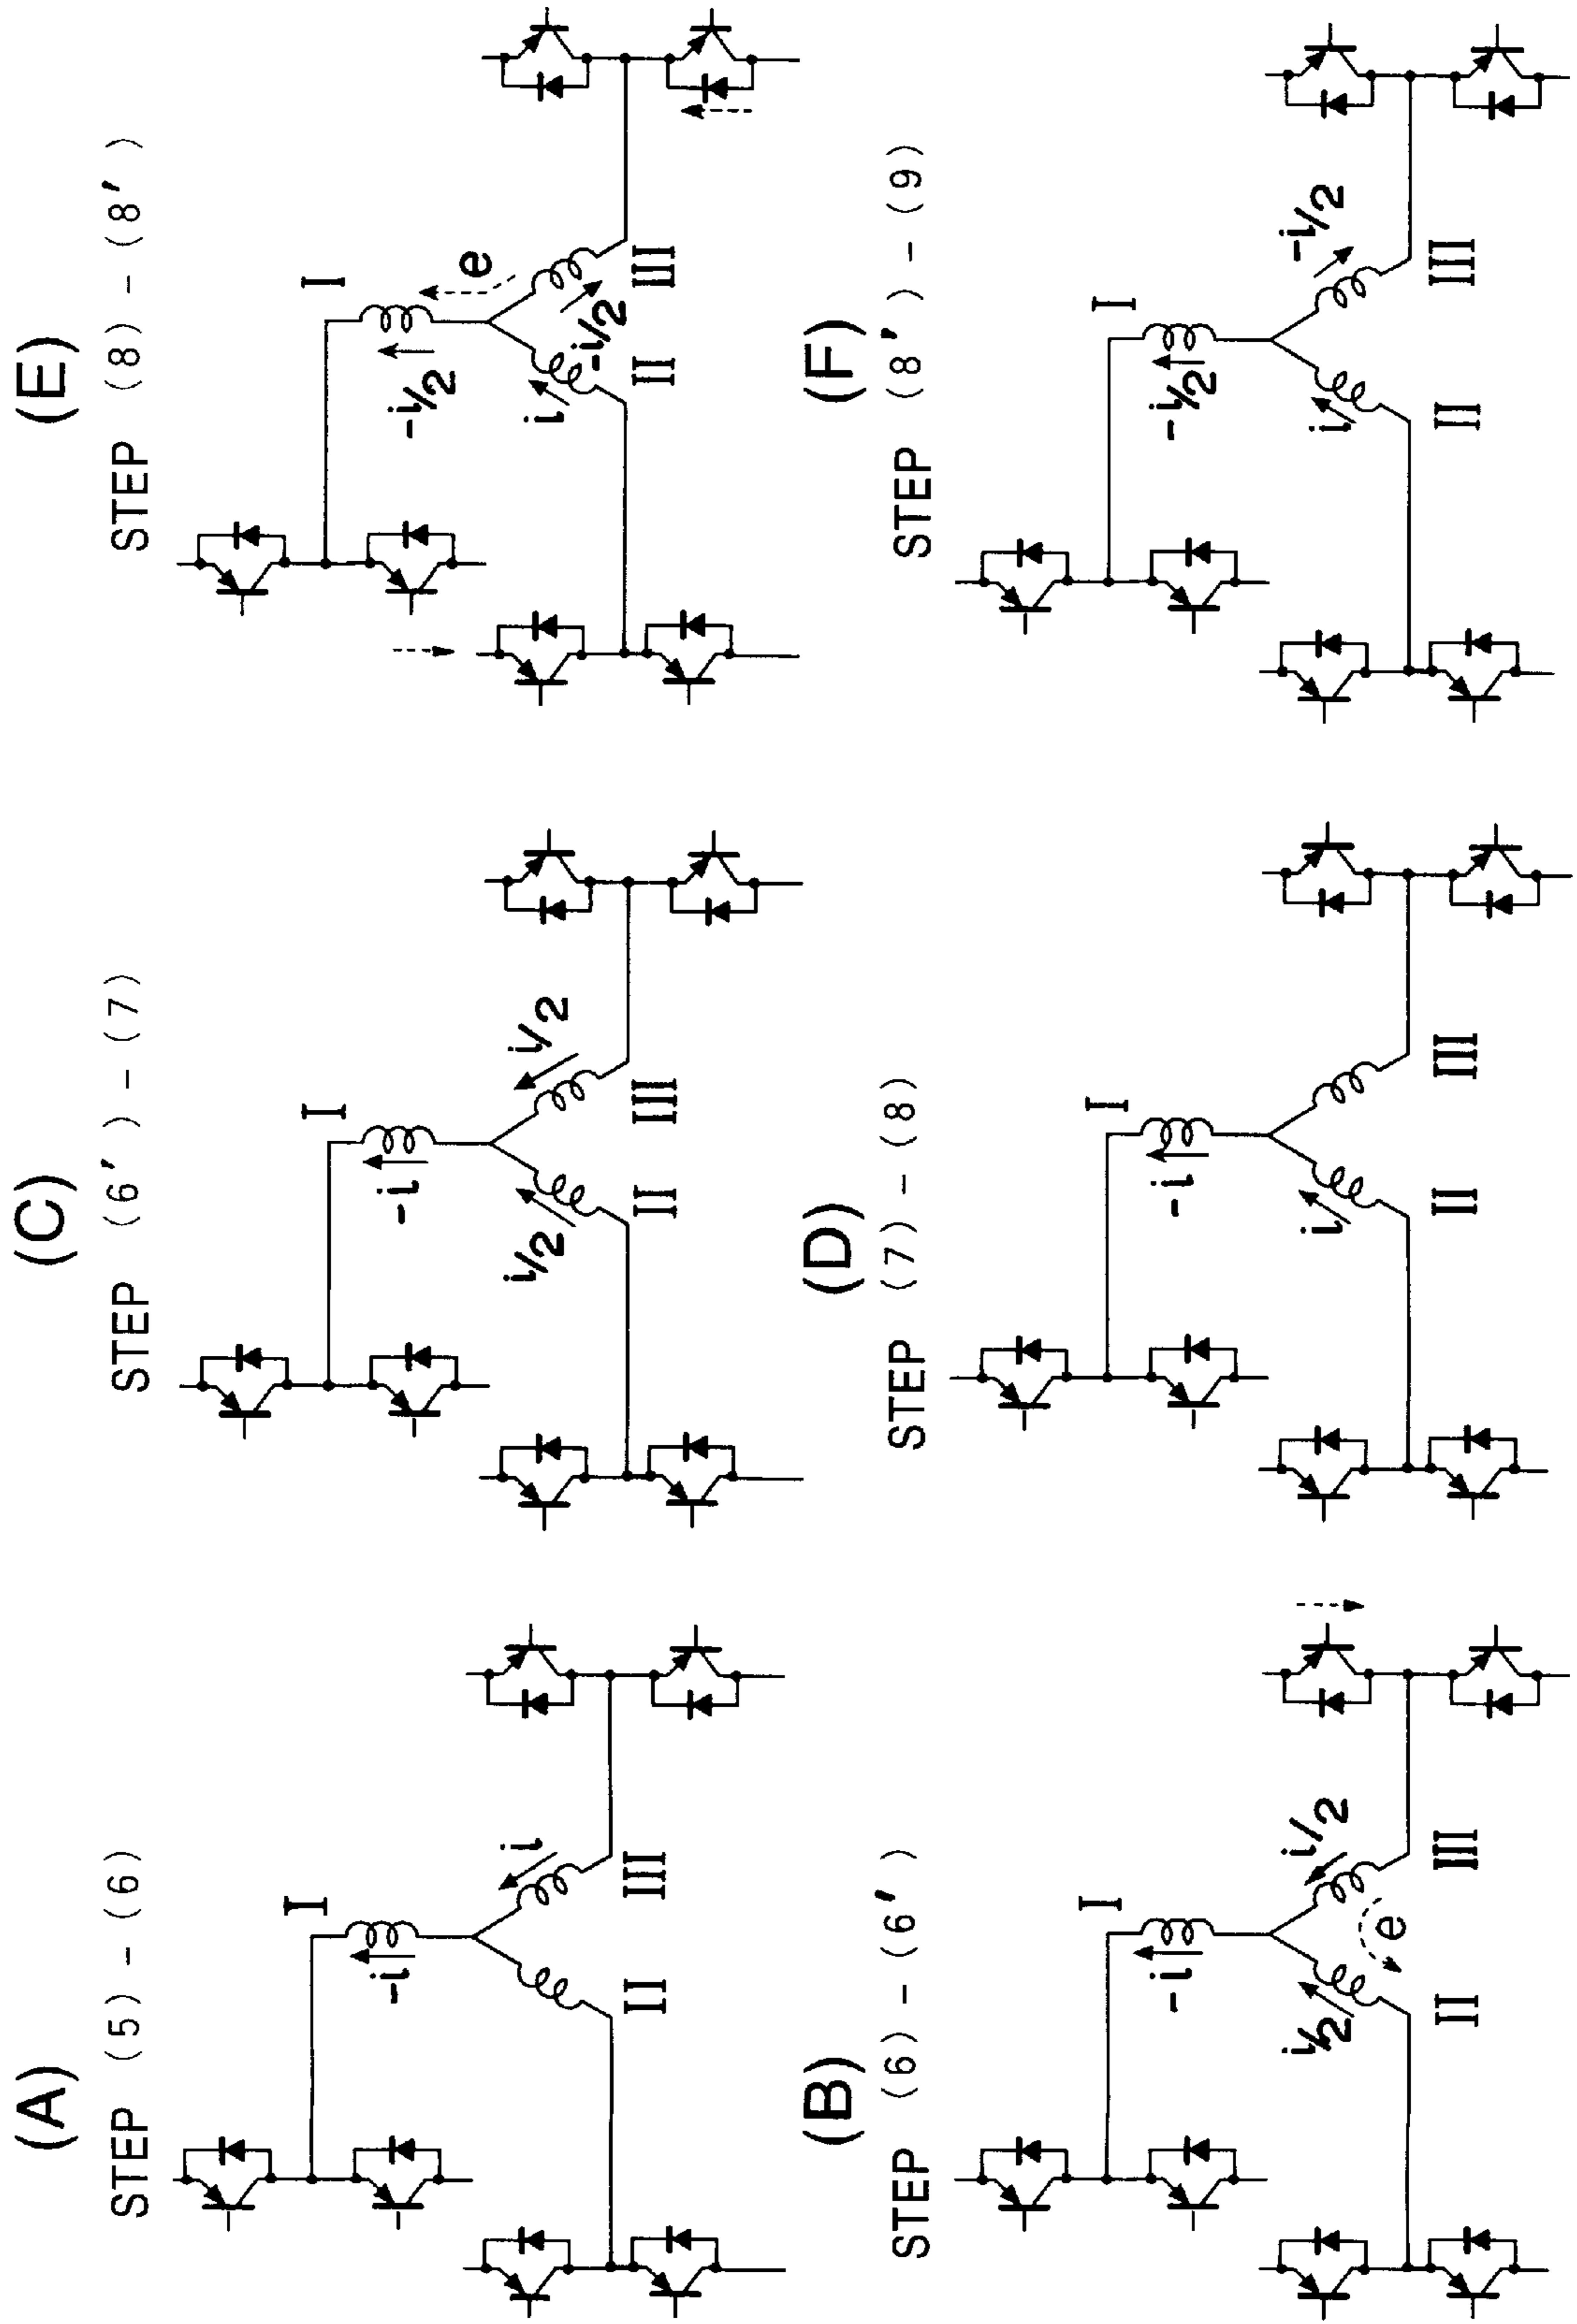 (A)
STEP (5) - (6)
I
-i
i
II
III
(B)
STEP (6) - (6')
I
-i
i/2
i/2
e
II
III
(C)
STEP (6') - (7)
I
-i
i/2
i/2
II
III
(D)
STEP (7) - (8)
I
-i
i
II
III
(E)
STEP (8) - (8')
I
-i/2
e
i
-i/2
II
III
(F)
STEP (8') - (9)
I
-i/2
-i/2
i
II
III